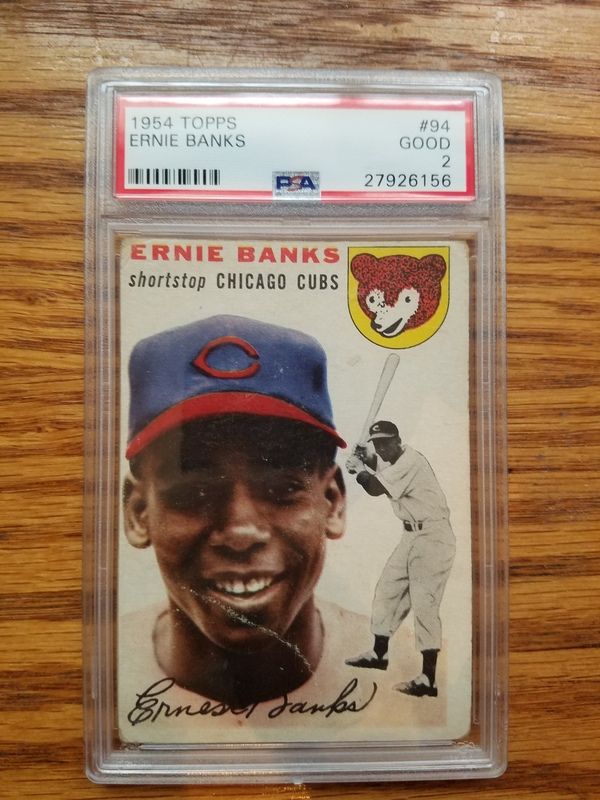 1954 TOPPS #94
ERNIE BANKS GOOD
2
PSA 27926156
ERNIE BANKS
shortstop CHICAGO CUBS
C
C
Ernest Banks